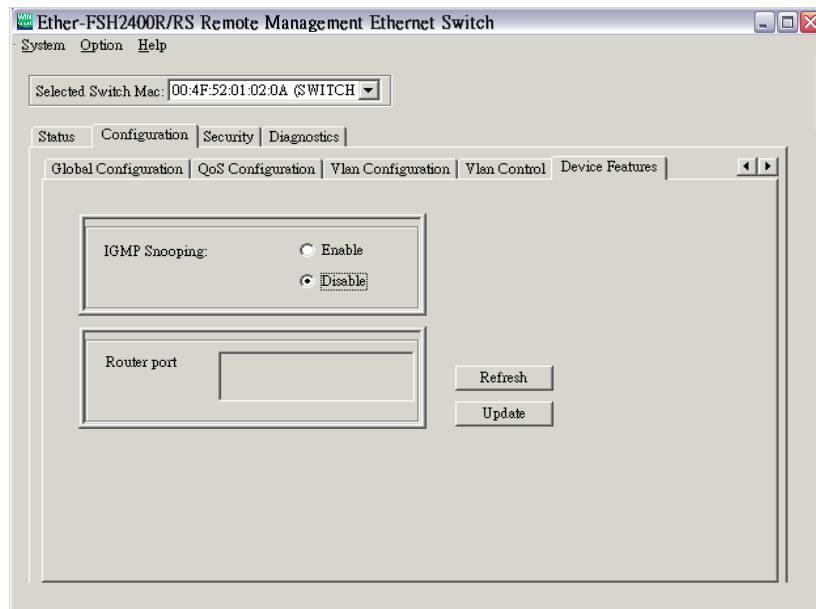 Ether-FSH2400R/RS Remote Management Ethernet Switch
System Option Help
Selected Switch Mac: 00:4F:52:01:02:0A (SWITCH
Status Configuration Security Diagnostics
Global Configuration QoS Configuration Vlan Configuration Vlan Control Device Features
IGMP Snooping: Enable
Disable
Router port
Refresh
Update